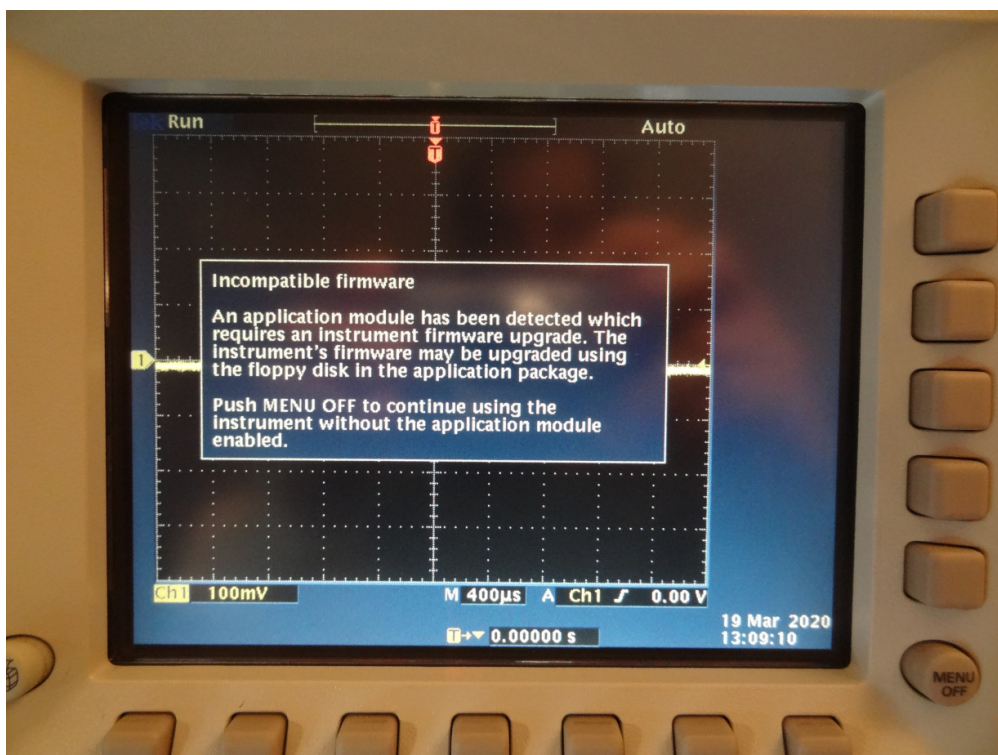 Tek Run Auto
T
T
Incompatible firmware
An application module has been detected which
requires an instrument firmware upgrade. The
instrument's firmware may be upgraded using
the floppy disk in the application package.
1
Push MENU OFF to continue using the
instrument without the application module
enabled.
Ch1 100mV M 400µs A Ch1 0.00 V
T 0.00000 s
19 Mar 2020
13:09:10
MENU
OFF